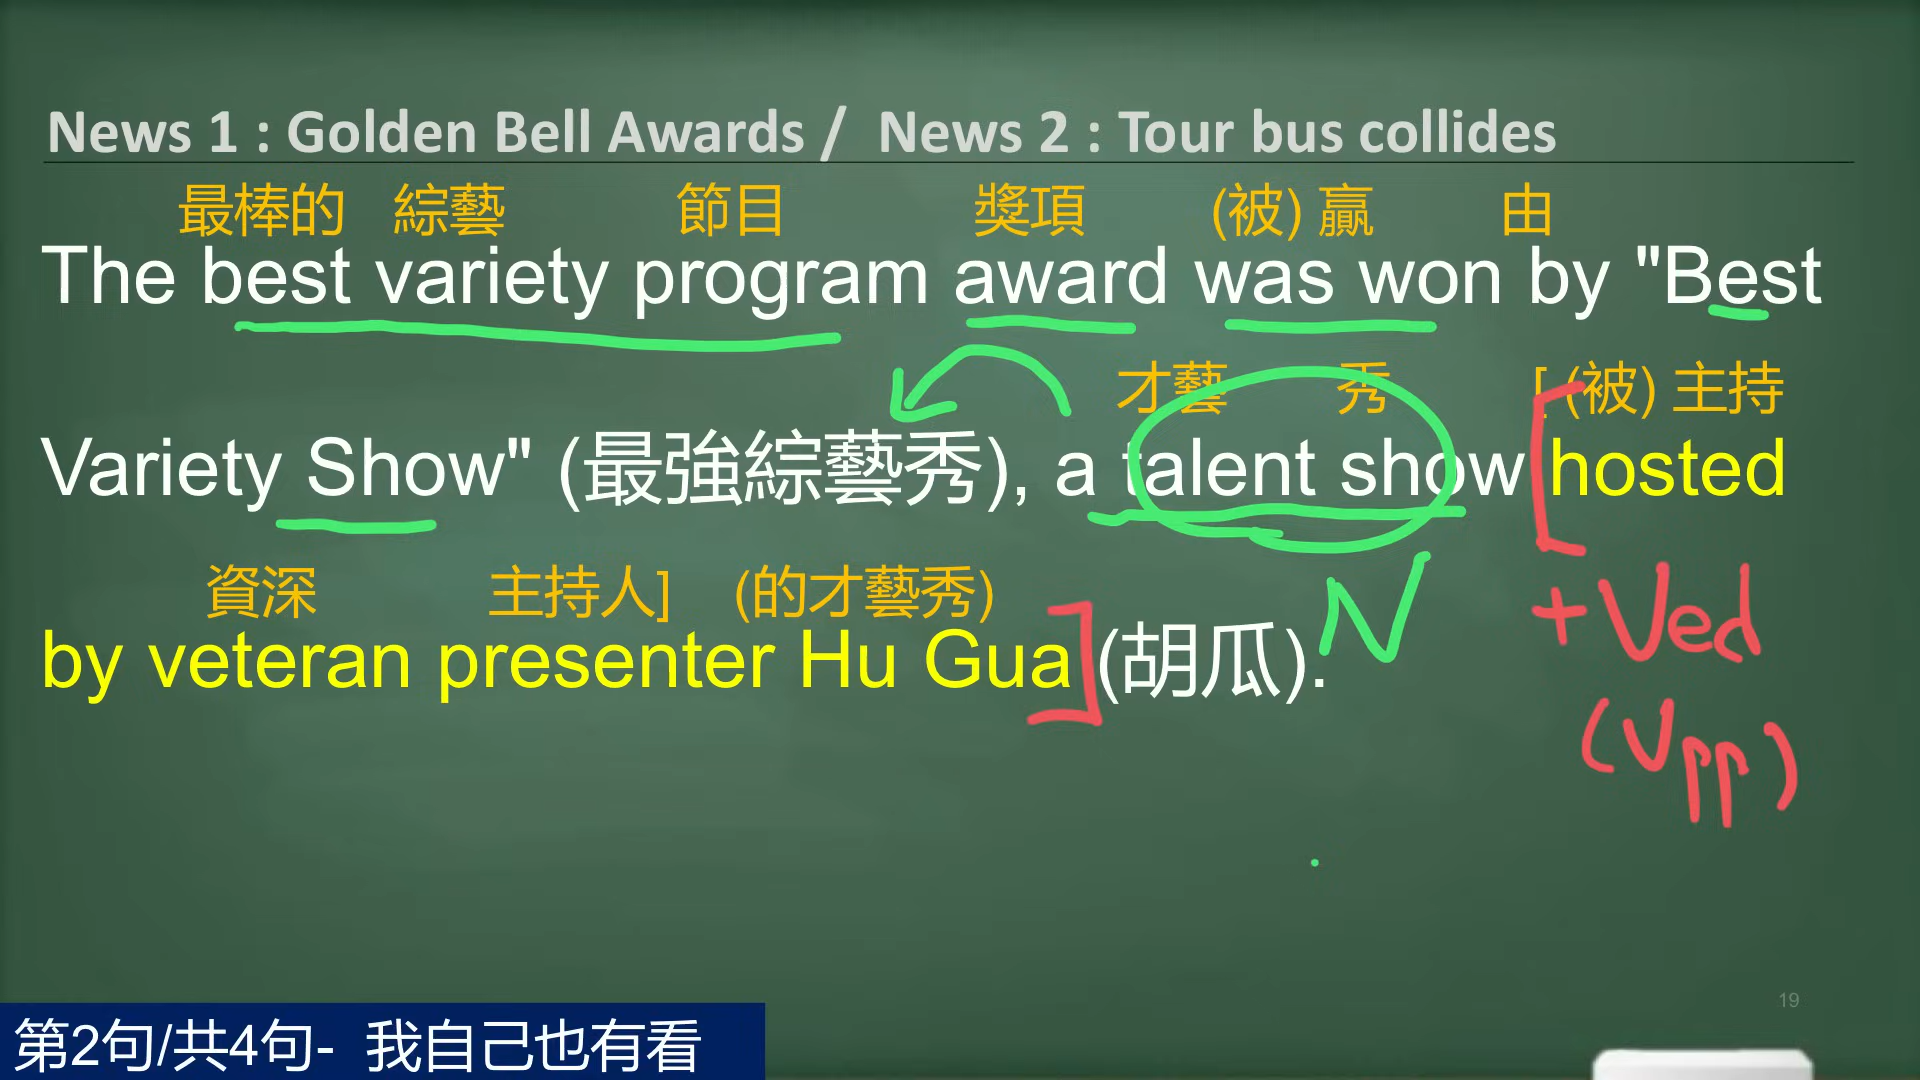 News 1 : Golden Bell Awards /  News 2 : Tour bus collides
最棒的 綜藝 節目 獎項 (被) 贏 由
The best variety program award was won by "Best
才藝 秀 [ (被) 主持
Variety Show" (最強綜藝秀), a talent show hosted
資深 主持人] (的才藝秀)
by veteran presenter Hu Gua (胡瓜).
N
+ Ved
(Vpp)
19
第2句/共4句- 我自己也有看